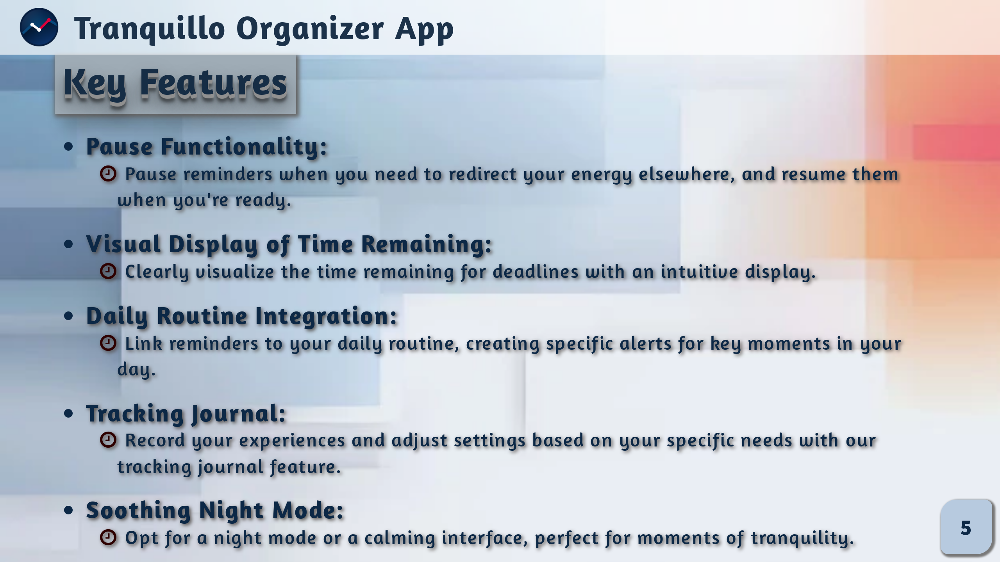 Tranquillo Organizer App
Key Features
• Pause Functionality:
Pause reminders when you need to redirect your energy elsewhere, and resume them
when you're ready.
• Visual Display of Time Remaining:
Clearly visualize the time remaining for deadlines with an intuitive display.
• Daily Routine Integration:
Link reminders to your daily routine, creating specific alerts for key moments in your
day.
• Tracking Journal:
Record your experiences and adjust settings based on your specific needs with our
tracking journal feature.
• Soothing Night Mode:
Opt for a night mode or a calming interface, perfect for moments of tranquility.
5